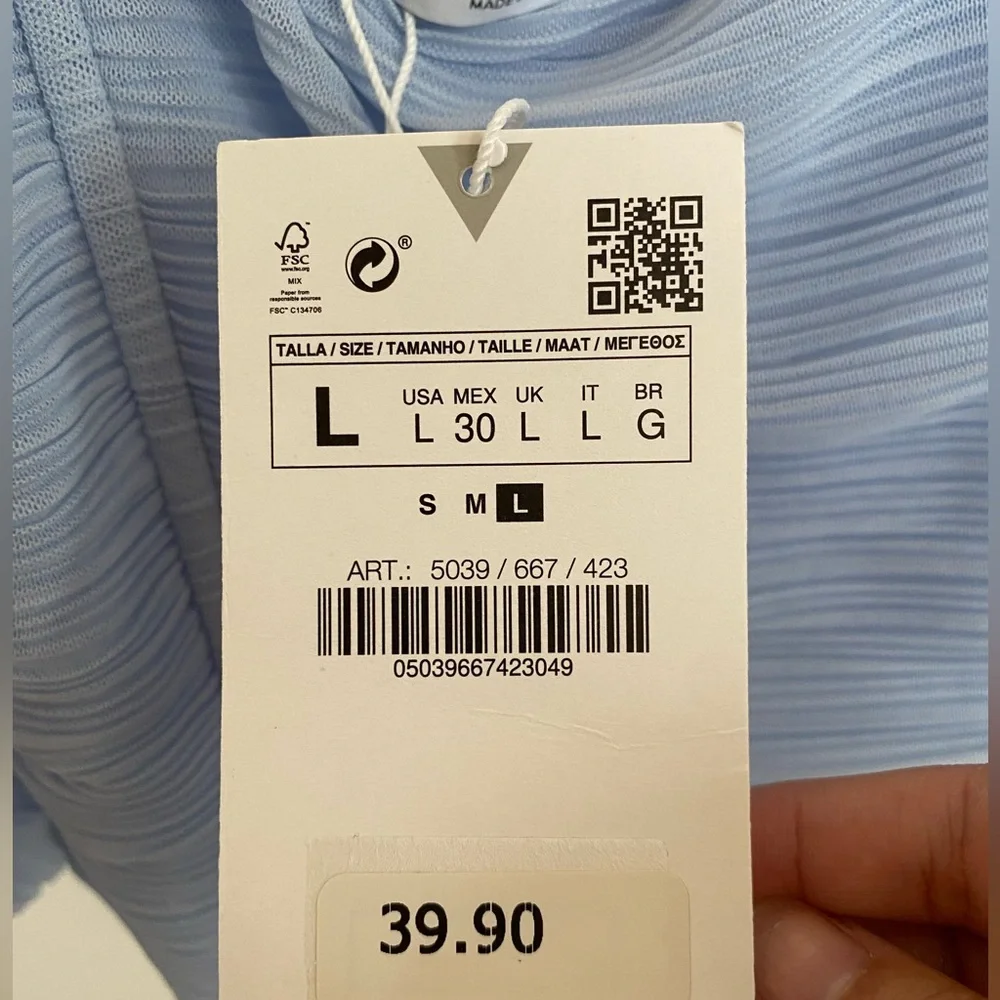 MADE
FSC
www.fsc.org
MIX
Paper from
responsible sources
FSC™ C134706
®
TALLA / SIZE / TAMANHO / TAILLE / MAAT / ΜΕΓΕΘΟΣ
L
USA MEX UK IT BR
L 30 L L G
S M L
ART.: 5039 / 667 / 423
05039667423049
39.90